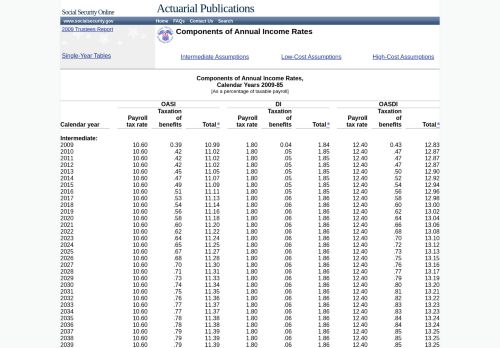 Social Security Online
Actuarial Publications
www.socialsecurity.gov Home FAQs Contact Us Search
2009 Trustees Report
Components of Annual Income Rates
Single-Year Tables
Intermediate Assumptions Low-Cost Assumptions High-Cost Assumptions
Components of Annual Income Rates,
Calendar Years 2009-85
[As a percentage of taxable payroll]
OASI DI OASDI
Calendar year Payroll tax rate Taxation of benefits Total * Payroll tax rate Taxation of benefits Total * Payroll tax rate Taxation of benefits Total *
Intermediate:
2009 10.60 0.39 10.99 1.80 0.04 1.84 12.40 0.43 12.83
2010 10.60 .42 11.02 1.80 .05 1.85 12.40 .47 12.87
2011 10.60 .42 11.02 1.80 .05 1.85 12.40 .47 12.87
2012 10.60 .42 11.02 1.80 .05 1.85 12.40 .47 12.87
2013 10.60 .45 11.05 1.80 .05 1.85 12.40 .50 12.90
2014 10.60 .47 11.07 1.80 .05 1.85 12.40 .52 12.92
2015 10.60 .49 11.09 1.80 .05 1.85 12.40 .54 12.94
2016 10.60 .51 11.11 1.80 .05 1.85 12.40 .56 12.96
2017 10.60 .53 11.13 1.80 .06 1.86 12.40 .58 12.98
2018 10.60 .54 11.14 1.80 .06 1.86 12.40 .60 13.00
2019 10.60 .56 11.16 1.80 .06 1.86 12.40 .62 13.02
2020 10.60 .58 11.18 1.80 .06 1.86 12.40 .64 13.04
2021 10.60 .60 11.20 1.80 .06 1.86 12.40 .66 13.06
2022 10.60 .62 11.22 1.80 .06 1.86 12.40 .68 13.08
2023 10.60 .64 11.24 1.80 .06 1.86 12.40 .70 13.10
2024 10.60 .65 11.25 1.80 .06 1.86 12.40 .72 13.12
2025 10.60 .67 11.27 1.80 .06 1.86 12.40 .73 13.13
2026 10.60 .68 11.28 1.80 .06 1.86 12.40 .75 13.15
2027 10.60 .70 11.30 1.80 .06 1.86 12.40 .76 13.16
2028 10.60 .71 11.31 1.80 .06 1.86 12.40 .77 13.17
2029 10.60 .73 11.33 1.80 .06 1.86 12.40 .79 13.19
2030 10.60 .74 11.34 1.80 .06 1.86 12.40 .80 13.20
2031 10.60 .75 11.35 1.80 .06 1.86 12.40 .81 13.21
2032 10.60 .76 11.36 1.80 .06 1.86 12.40 .82 13.22
2033 10.60 .77 11.37 1.80 .06 1.86 12.40 .83 13.23
2034 10.60 .77 11.37 1.80 .06 1.86 12.40 .83 13.23
2035 10.60 .78 11.38 1.80 .06 1.86 12.40 .84 13.24
2036 10.60 .78 11.38 1.80 .06 1.86 12.40 .84 13.24
2037 10.60 .79 11.39 1.80 .06 1.86 12.40 .85 13.25
2038 10.60 .79 11.39 1.80 .06 1.86 12.40 .85 13.25
2039 10.60 .79 11.39 1.80 .06 1.86 12.40 .85 13.25